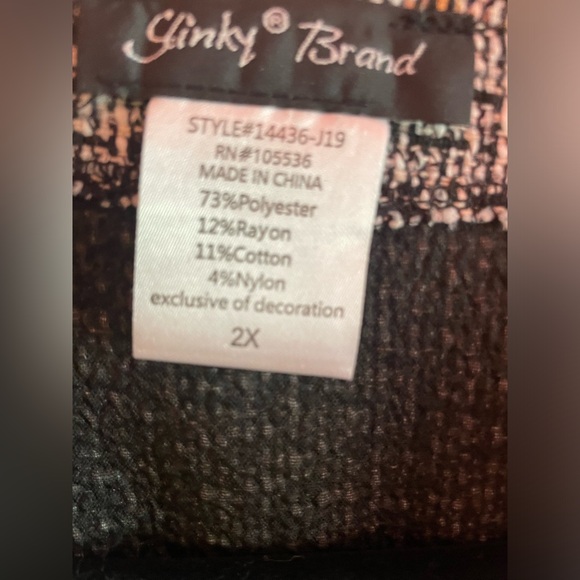 Slinky® Brand
STYLE#14436-J19
RN#105536
MADE IN CHINA
73%Polyester
12%Rayon
11%Cotton
4%Nylon
exclusive of decoration
2X